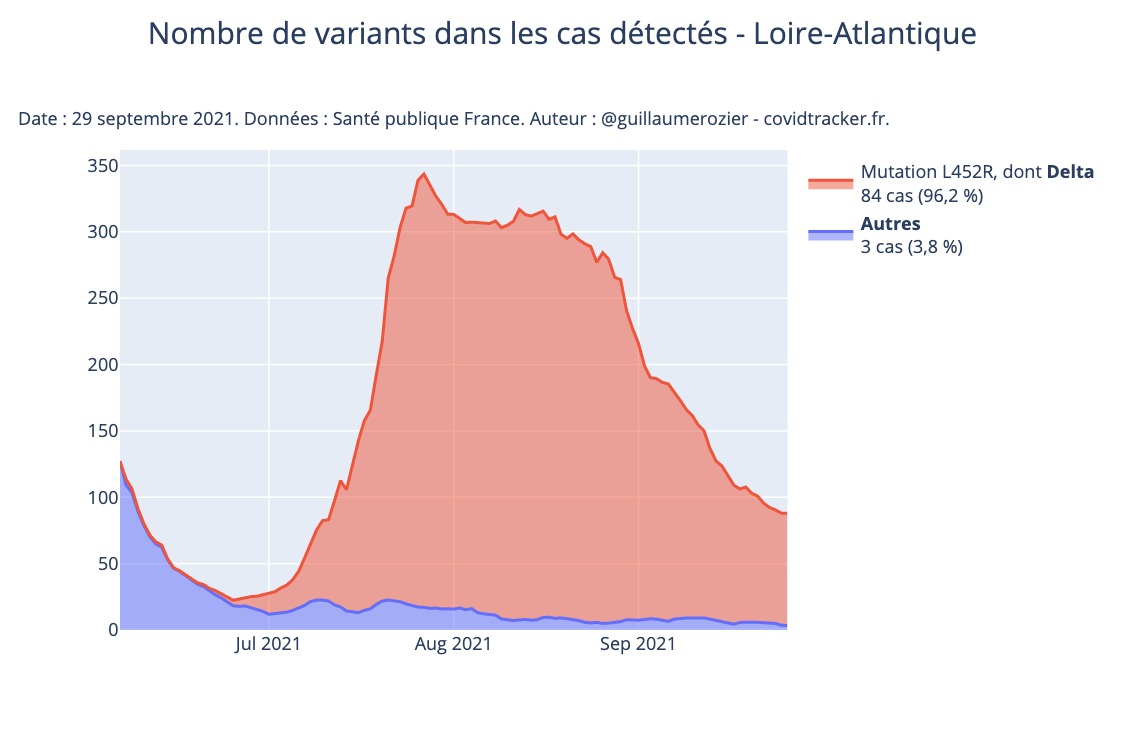 Nombre de variants dans les cas détectés - Loire-Atlantique
Date : 29 septembre 2021. Données : Santé publique France. Auteur : @guillaumerozier - covidtracker.fr.
350
300
250
200
150
100
50
0
Jul 2021
Aug 2021
Sep 2021
Mutation L452R, dont Delta
84 cas (96,2 %)
Autres
3 cas (3,8 %)